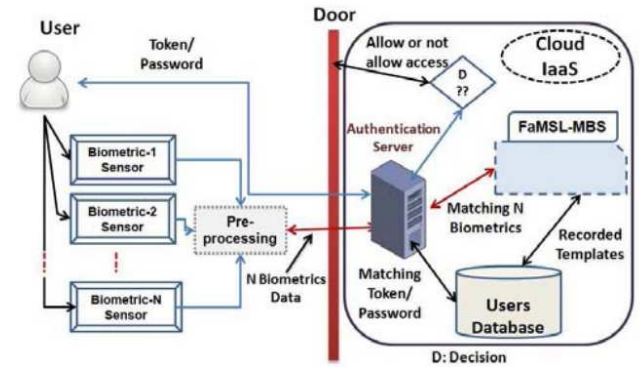 User
Door
Token/
Password
Allow or not
allow access
D
??
Cloud
IaaS
Authentication
Server
FaMSL-MBS
Biometric-1
Sensor
Biometric-2
Sensor
Pre-
processing
Matching N
Biometrics
Recorded
Templates
N Biometrics
Data
Matching
Token/
Password
Biometric-N
Sensor
Users
Database
D: Decision